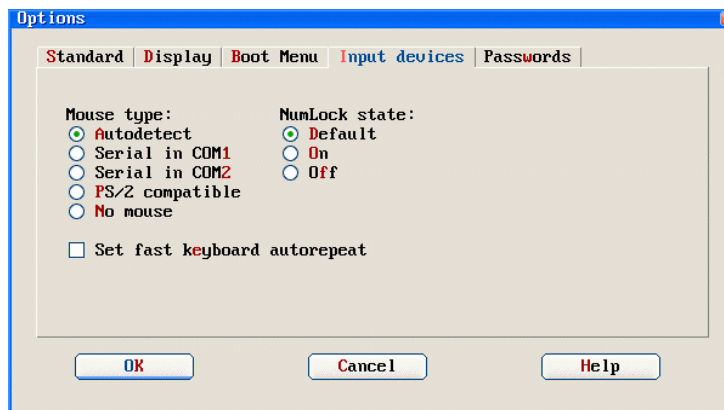 Options
Standard Display Boot Menu Input devices Passwords
Mouse type: NumLock state:
Autodetect Default
Serial in COM1 On
Serial in COM2 Off
PS/2 compatible
No mouse
Set fast keyboard autorepeat
OK Cancel Help